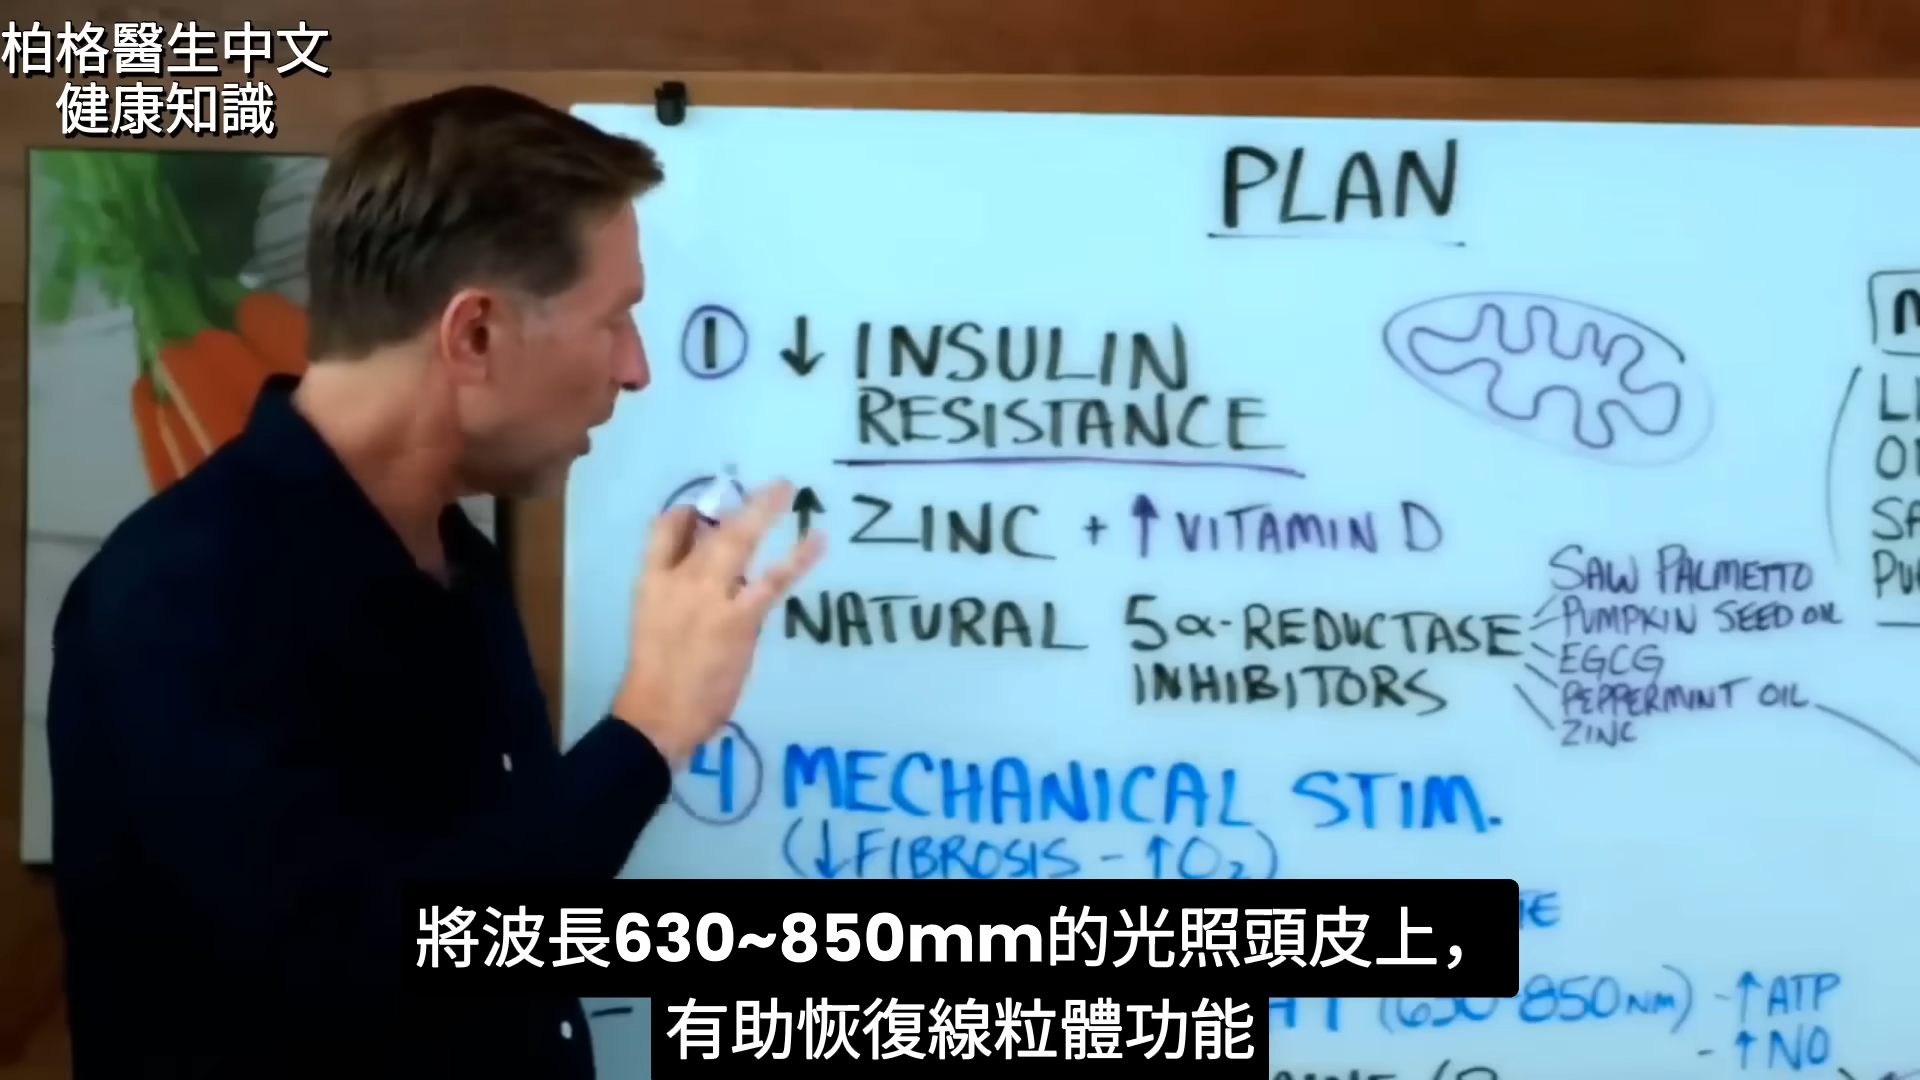 柏格醫生中文
健康知識
PLAN
① ↓ INSULIN
RESISTANCE
↑ ZINC + ↑ VITAMIN D
NATURAL 5α-REDUCTASE
INHIBITORS
SAW PALMETTO
PUMPKIN SEED OIL
EGCG
PEPPERMINT OIL
ZINC
④ MECHANICAL STIM.
(↓FIBROSIS - ↑O₂)
(630-850NM) - ↑ATP
- ↑NO
將波長630~850mm的光照頭皮上，
有助恢復線粒體功能